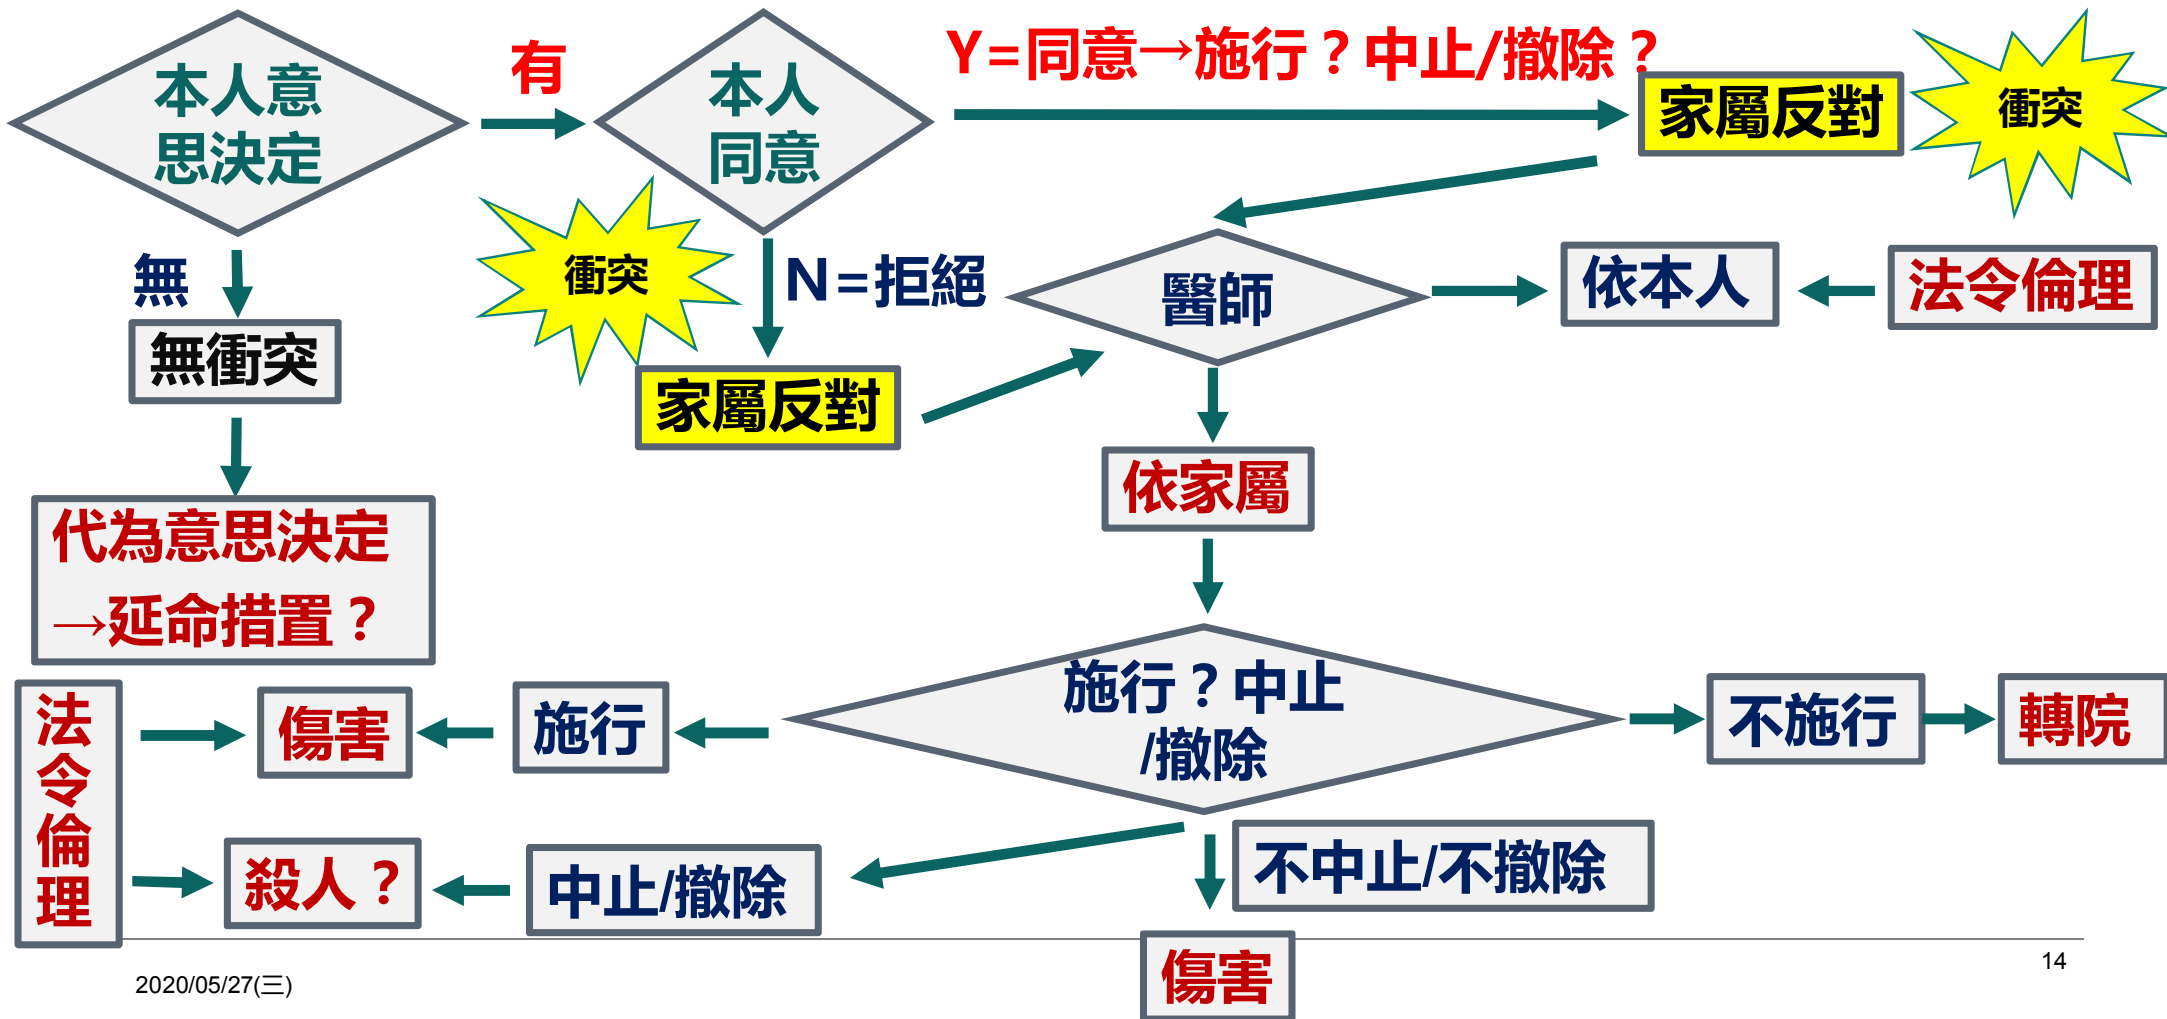 本人意
思決定
有
本人
同意
Y=同意→施行？中止/撤除？
家屬反對
衝突
無
衝突
N=拒絕
醫師
依本人
法令倫理
無衝突
家屬反對
依家屬
代為意思決定
→延命措置？
施行？中止
/撤除
法令倫理
傷害
施行
不施行
轉院
殺人？
中止/撤除
不中止/不撤除
傷害
2020/05/27(三)
14